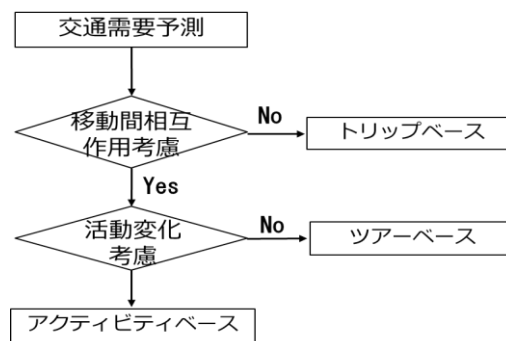 交通需要予測
移動間相互
作用考慮
No
トリップベース
Yes
活動変化
考慮
No
ツアーベース
アクティビティベース